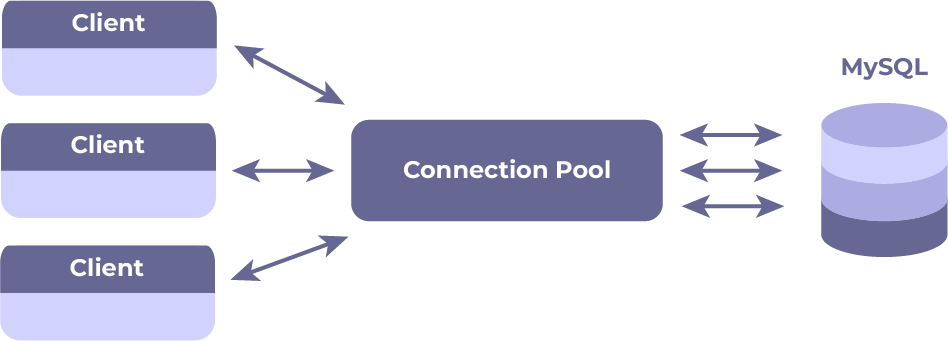 Client
Client
Client
Connection Pool
MySQL